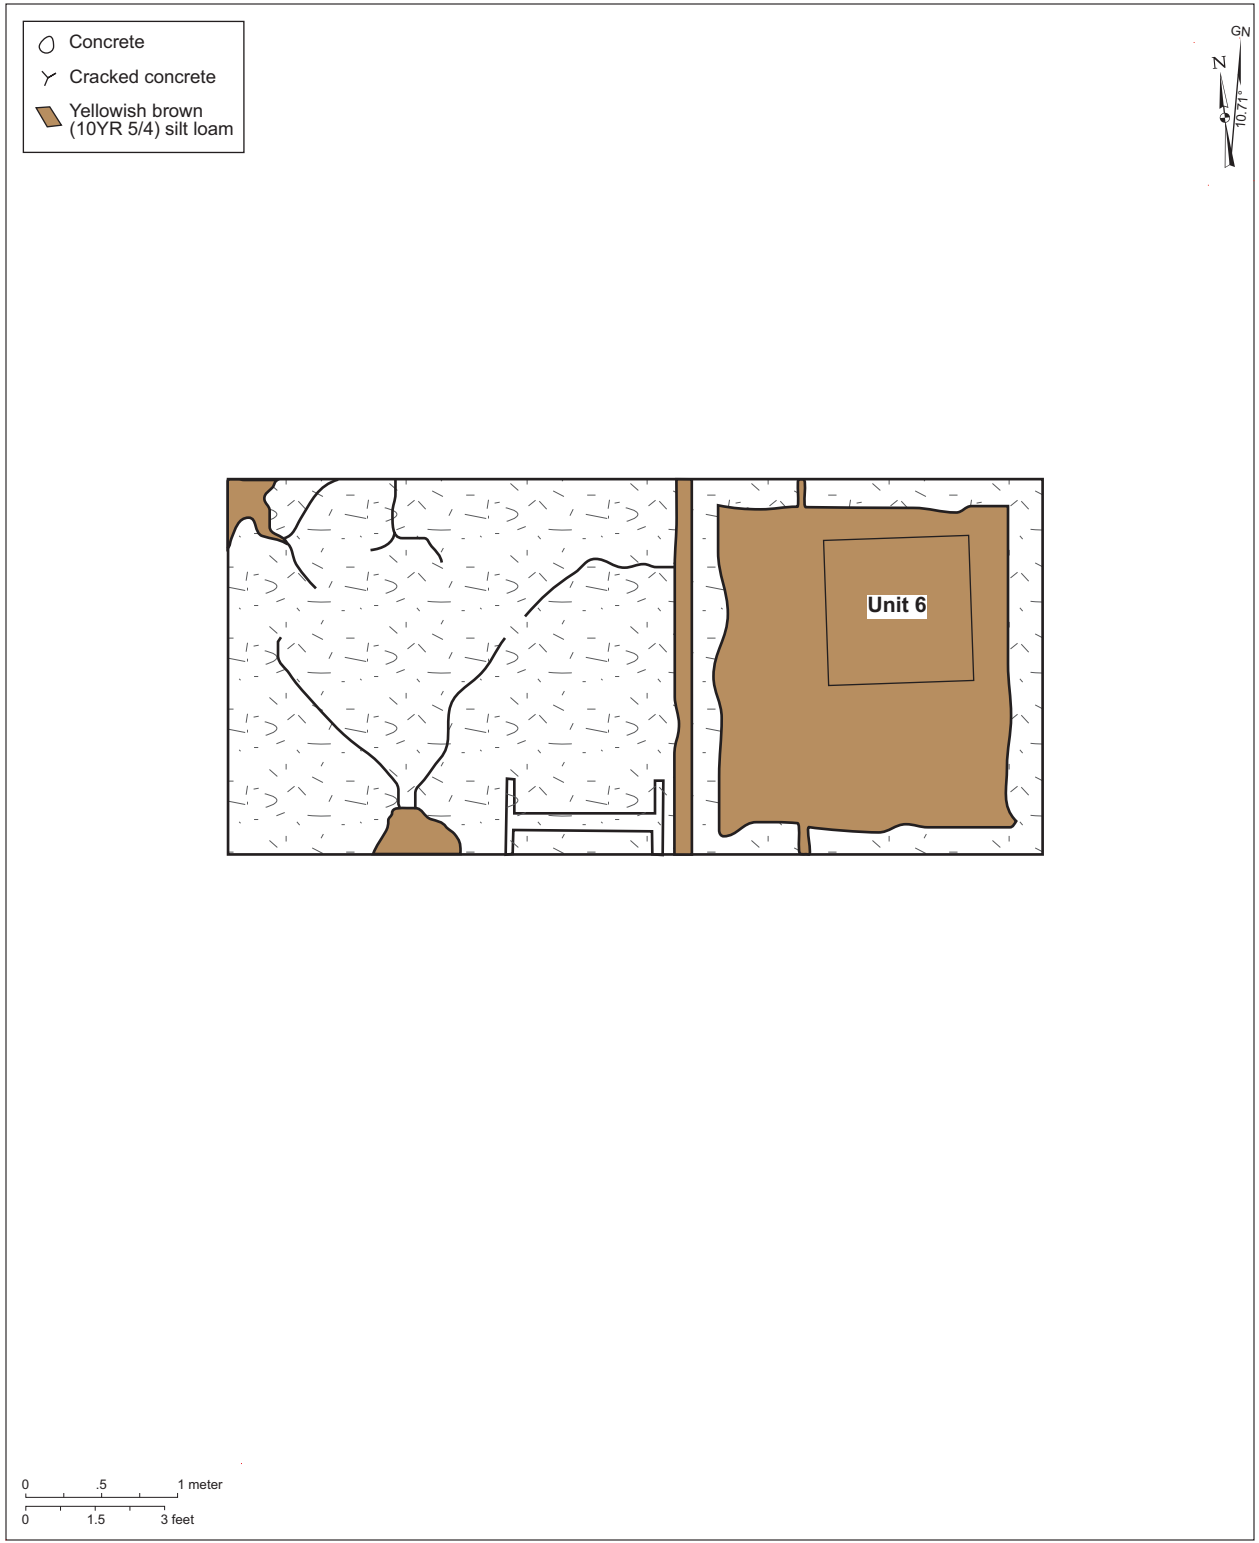 Concrete
Cracked concrete
Yellowish brown
(10YR 5/4) silt loam
GN
N
10.71°
Unit 6
0 .5 1 meter
0 1.5 3 feet